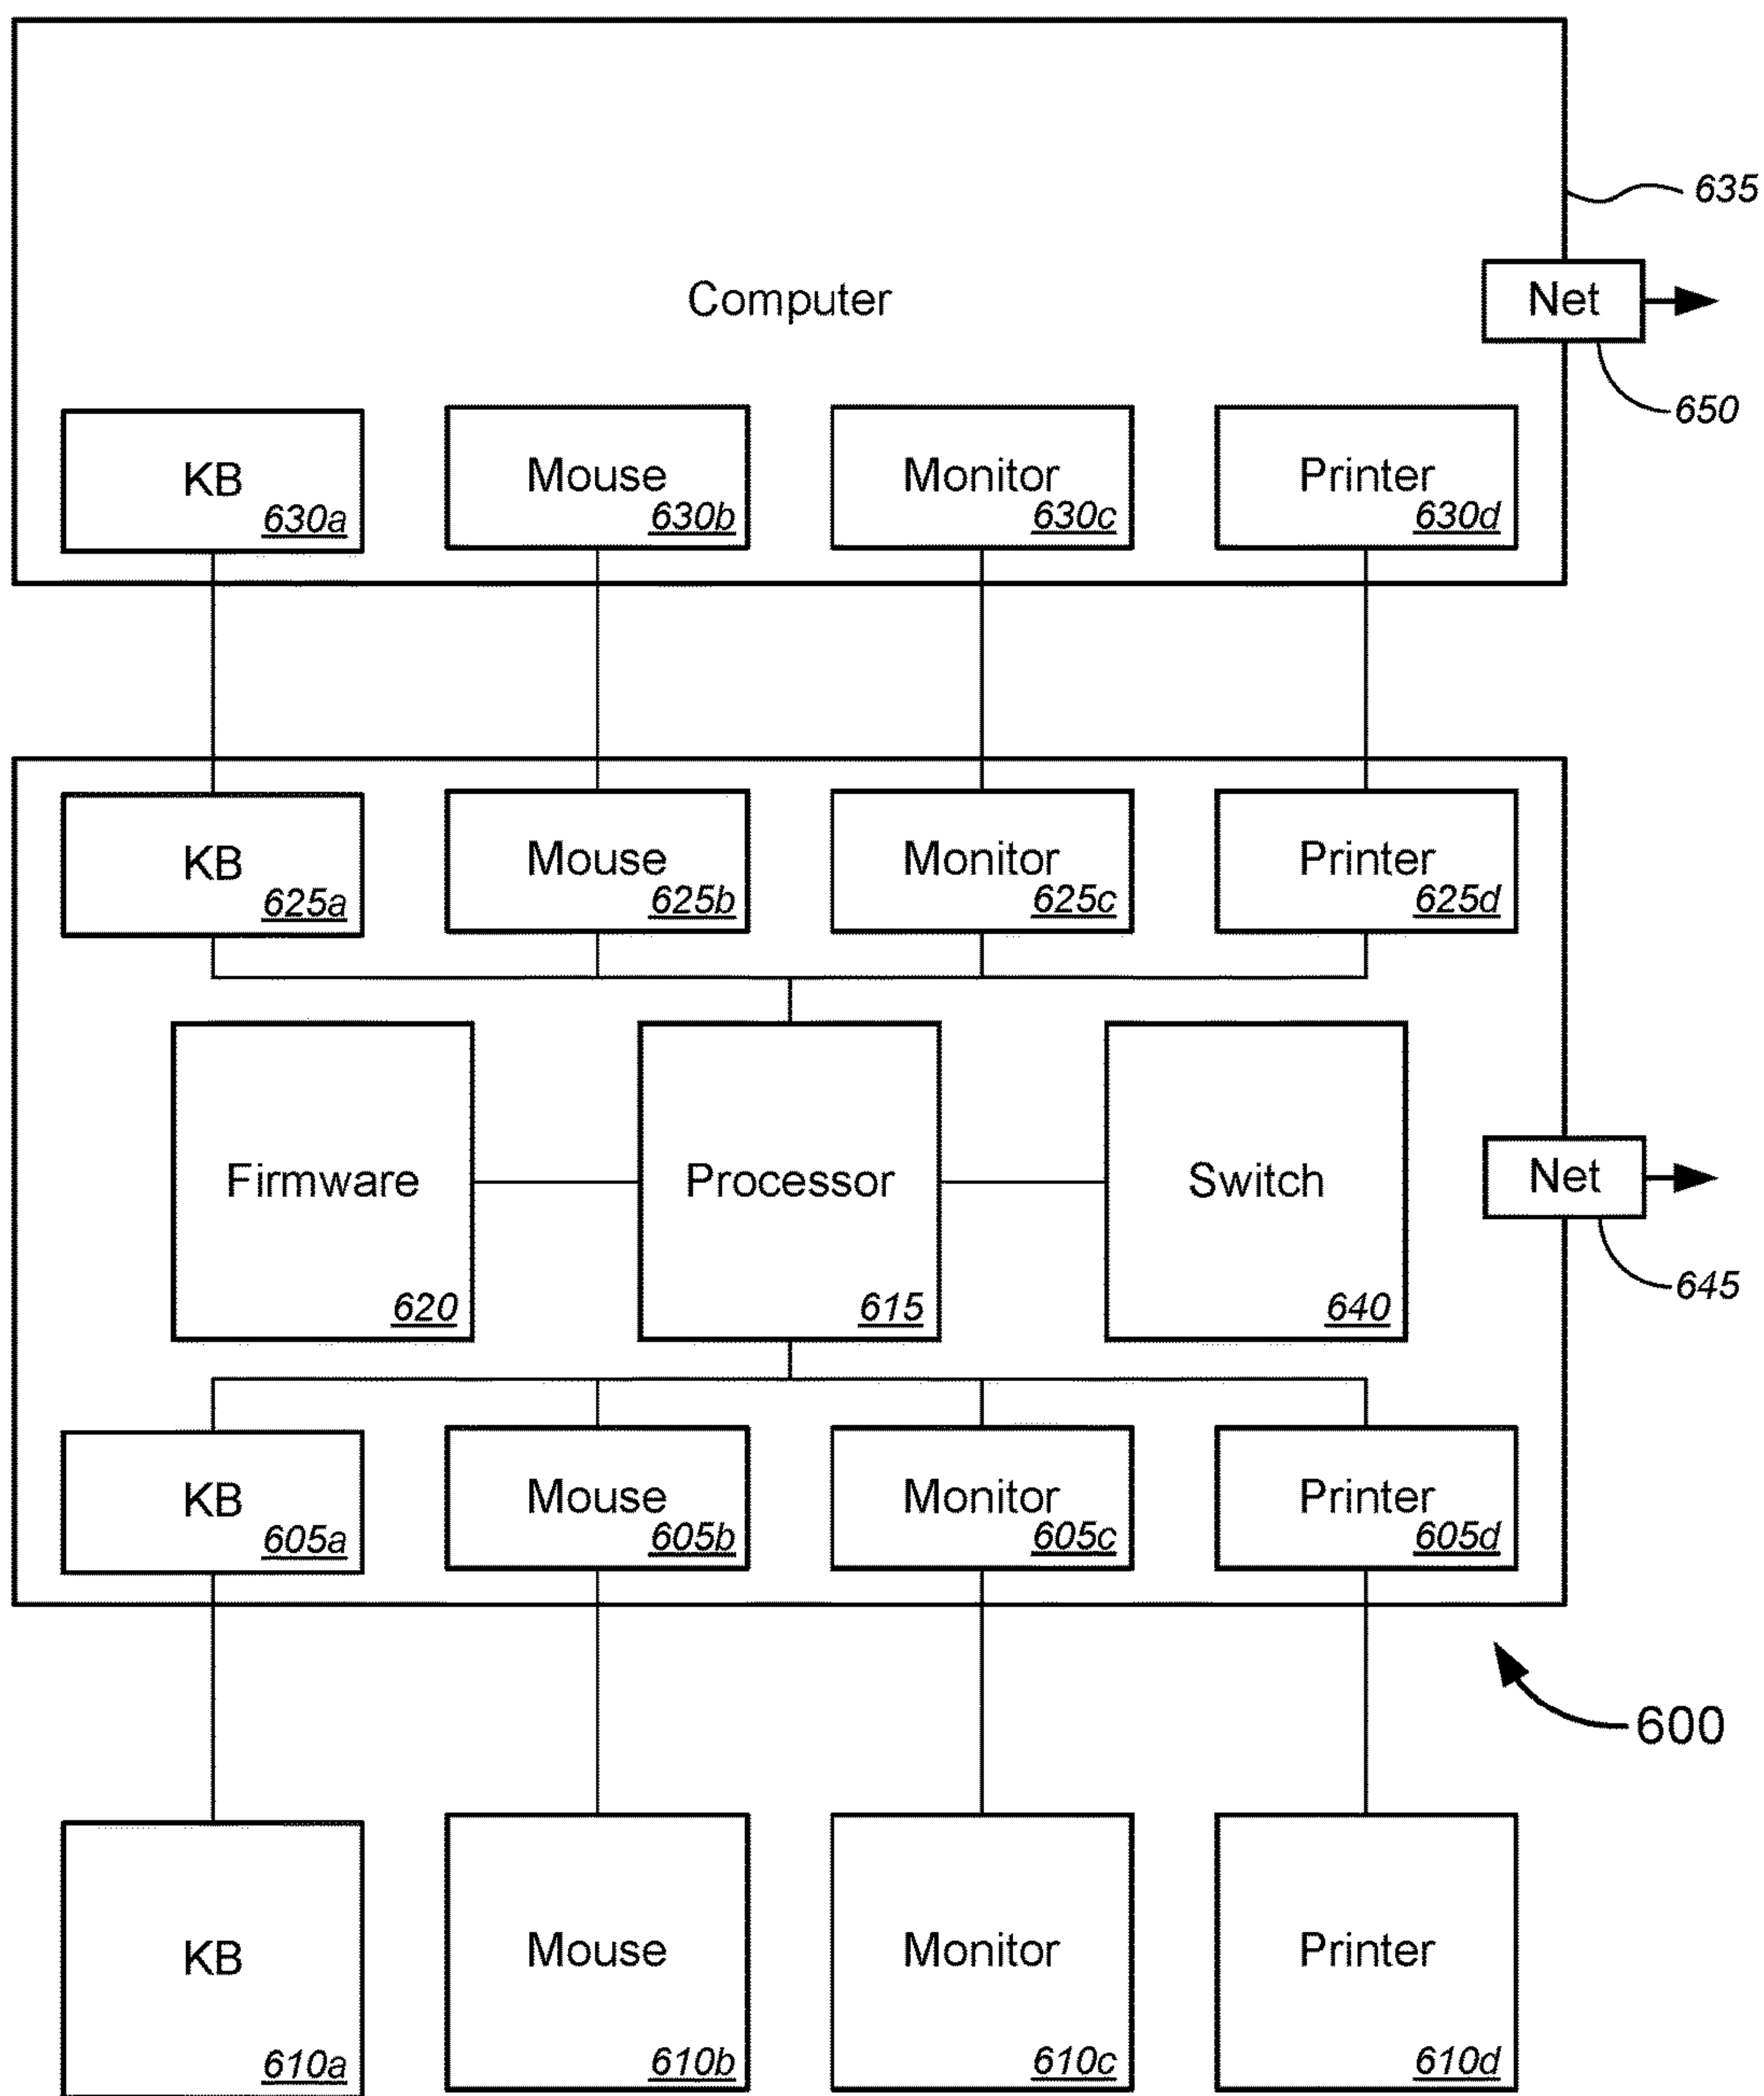 635
Computer
Net
650
KB
630a
Mouse
630b
Monitor
630c
Printer
630d
KB
625a
Mouse
625b
Monitor
625c
Printer
625d
Firmware
620
Processor
615
Switch
640
Net
645
KB
605a
Mouse
605b
Monitor
605c
Printer
605d
600
KB
610a
Mouse
610b
Monitor
610c
Printer
610d